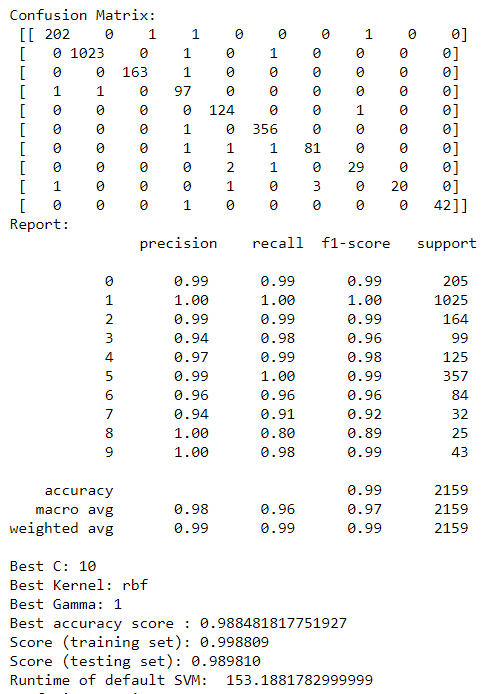 Confusion Matrix:
[[ 202 0 1 1 0 0 0 1 0 0]
[ 0 1023 0 1 0 1 0 0 0 0]
[ 0 0 163 1 0 0 0 0 0 0]
[ 1 1 0 97 0 0 0 0 0 0]
[ 0 0 0 0 124 0 0 1 0 0]
[ 0 0 0 1 0 356 0 0 0 0]
[ 0 0 0 1 1 1 81 0 0 0]
[ 0 0 0 0 2 1 0 29 0 0]
[ 1 0 0 0 1 0 3 0 20 0]
[ 0 0 0 1 0 0 0 0 0 42]]
Report:
precision recall f1-score support
0 0.99 0.99 0.99 205
1 1.00 1.00 1.00 1025
2 0.99 0.99 0.99 164
3 0.94 0.98 0.96 99
4 0.97 0.99 0.98 125
5 0.99 1.00 0.99 357
6 0.96 0.96 0.96 84
7 0.94 0.91 0.92 32
8 1.00 0.80 0.89 25
9 1.00 0.98 0.99 43
accuracy 0.99 2159
macro avg 0.98 0.96 0.97 2159
weighted avg 0.99 0.99 0.99 2159
Best C: 10
Best Kernel: rbf
Best Gamma: 1
Best accuracy score : 0.988481817751927
Score (training set): 0.998809
Score (testing set): 0.989810
Runtime of default SVM: 153.1881782999999